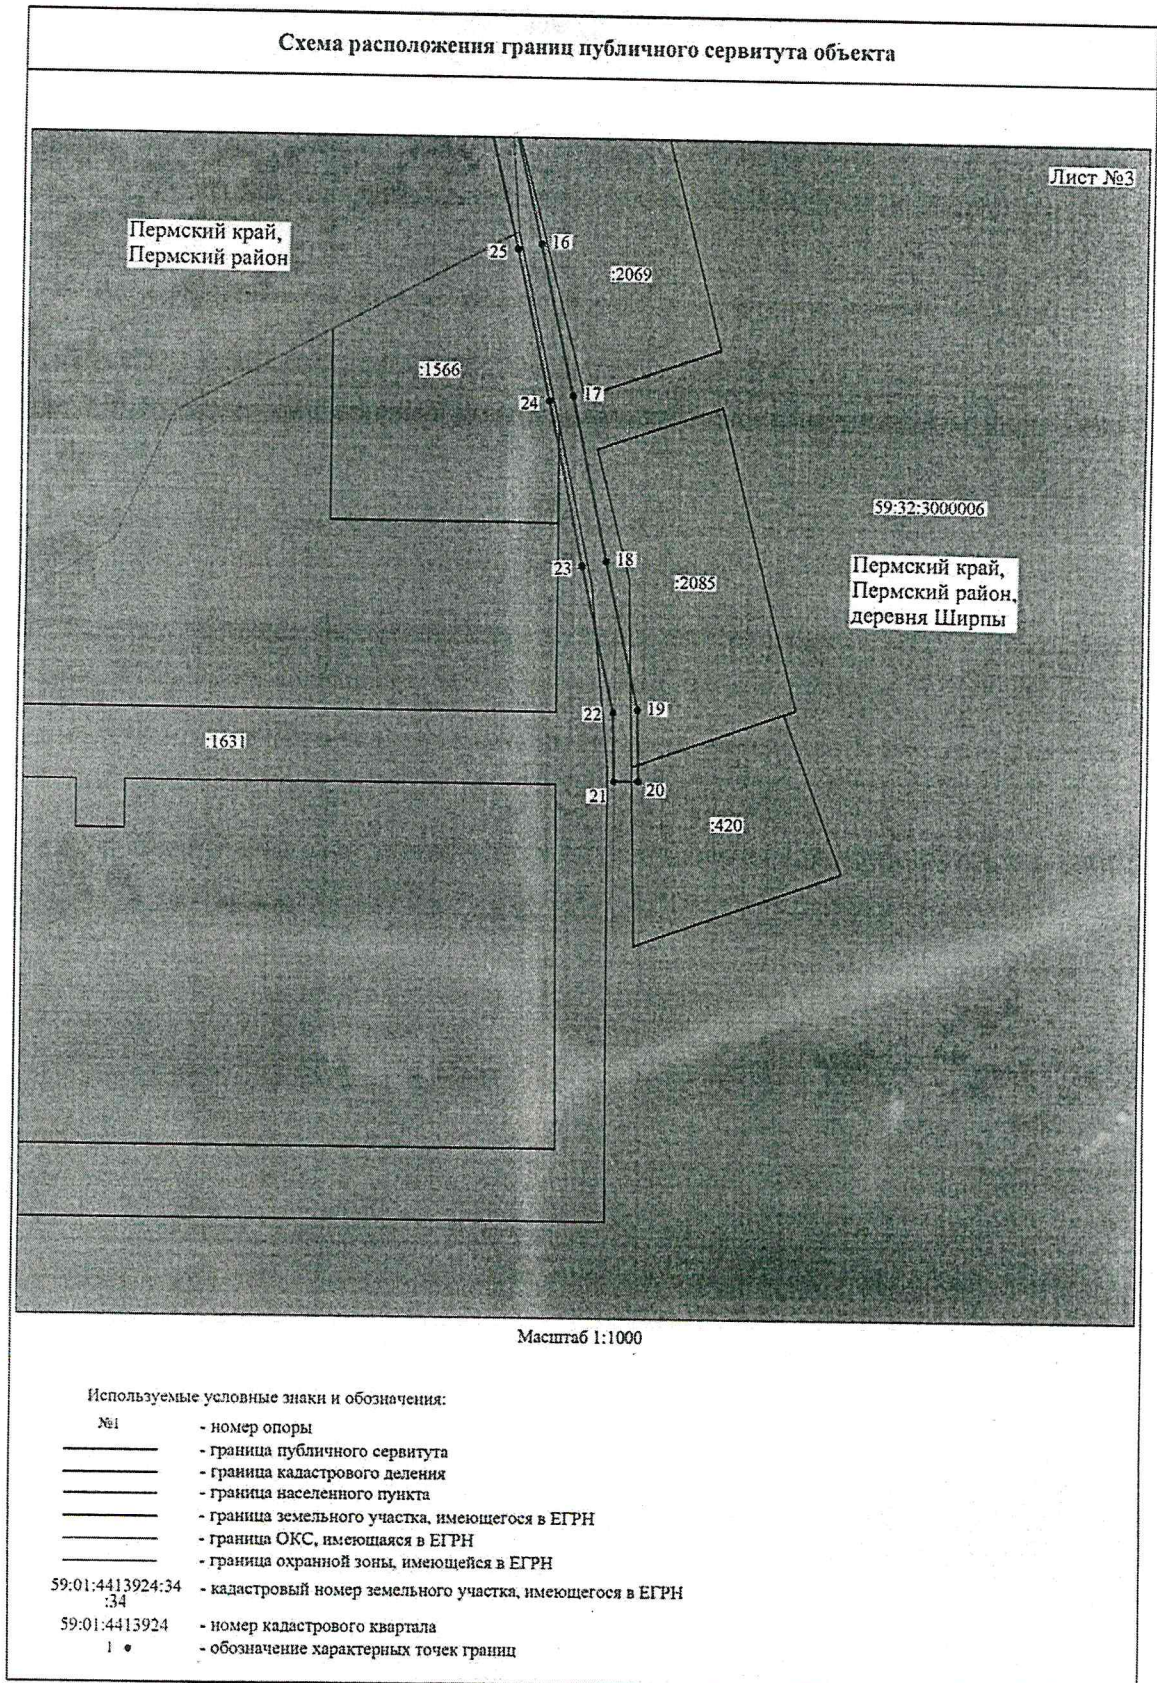 Схема расположения границ публичного сервитута объекта
Лист №3
Пермский край,
Пермский район
25
16
:2069
:1566
24
17
59:32:3000006
23
18
:2085
Пермский край,
Пермский район,
деревня Ширпы
22
19
:1631
21
20
:420
Масштаб 1:1000
Используемые условные знаки и обозначения:
№1 - номер опоры
- граница публичного сервитута
- граница кадастрового деления
- граница населенного пункта
- граница земельного участка, имеющегося в ЕГРН
- граница ОКС, имеющаяся в ЕГРН
- граница охранной зоны, имеющейся в ЕГРН
59:01:4413924:34 - кадастровый номер земельного участка, имеющегося в ЕГРН
:34
59:01:4413924 - номер кадастрового квартала
1 - обозначение характерных точек границ